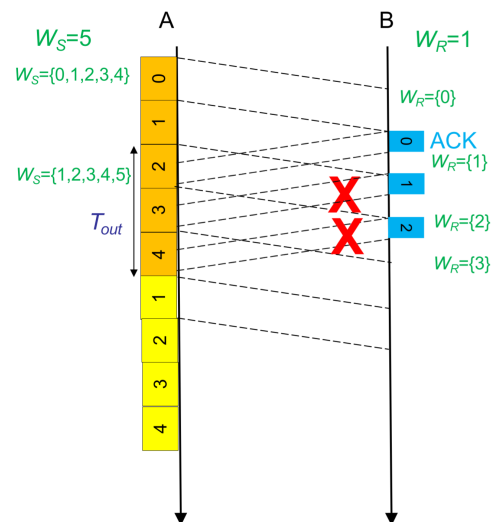 A
B
W_S=5
W_R=1
W_S={0,1,2,3,4}
0
W_R={0}
1
0
ACK
W_R={1}
W_S={1,2,3,4,5}
2
1
X
T_out
3
X
2
W_R={2}
4
W_R={3}
1
2
3
4